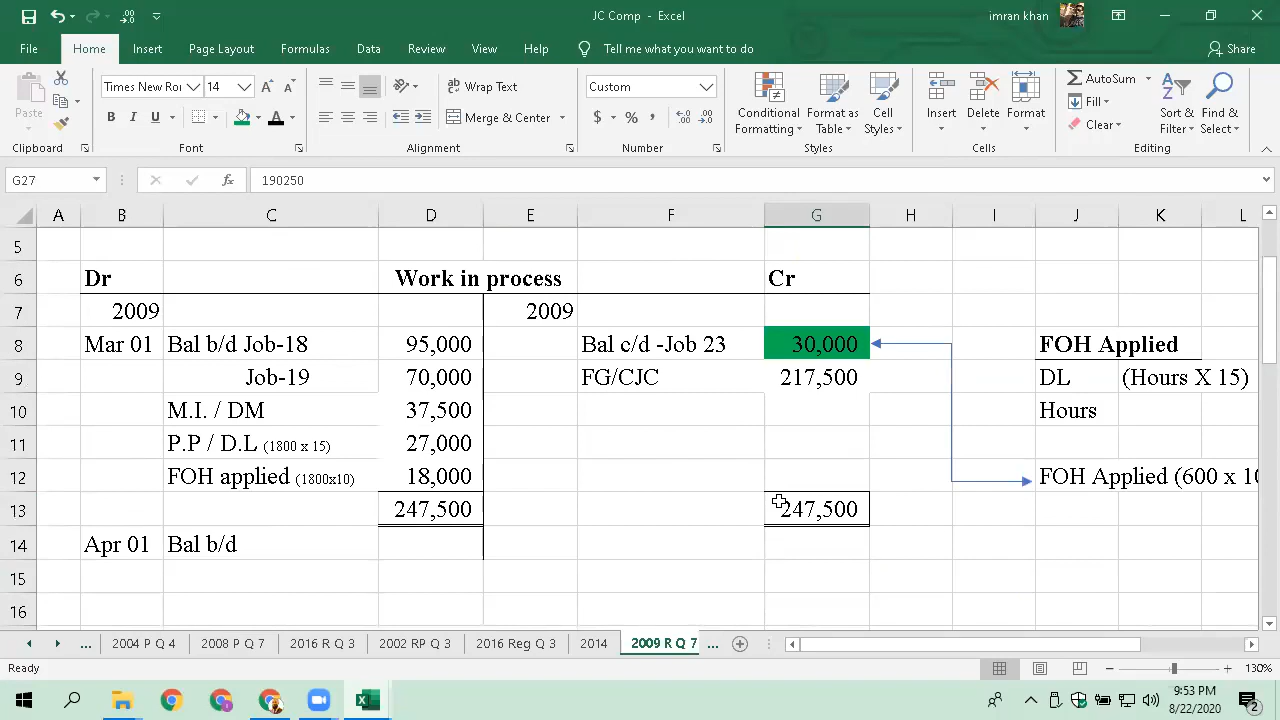 JC Comp - Excel
imran khan
File Home Insert Page Layout Formulas Data Review View Help Tell me what you want to do Share
Times New Roi 14 Wrap Text Custom AutoSum
Paste B I U Merge & Center $ % , Conditional Formatting Format as Table Cell Styles Insert Delete Format Fill Clear Sort & Filter Find & Select
Clipboard Font Alignment Number Styles Cells Editing
G27 fx 190250
A B C D E F G H I J K L
5
6 Dr Work in process Cr
7 2009 2009
8 Mar 01 Bal b/d Job-18 95,000 Bal c/d -Job 23 30,000 FOH Applied
9 Job-19 70,000 FG/CJC 217,500 DL (Hours X 15)
10 M.I. / DM 37,500 Hours
11 P.P / D.L (1800 x 15) 27,000
12 FOH applied (1800x10) 18,000 FOH Applied (600 x 10
13 247,500 247,500
14 Apr 01 Bal b/d
15
16
... 2004 P Q 4 2008 P Q 7 2016 R Q 3 2002 RP Q 3 2016 Reg Q 3 2014 2009 R Q 7 ...
Ready 130%
9:53 PM
8/22/2020
2